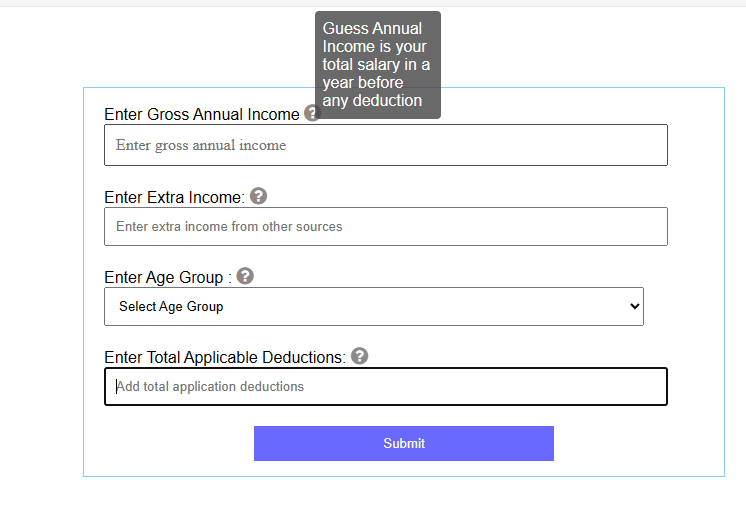 Guess Annual
Income is your
total salary in a
year before
any deduction
Enter Gross Annual Income ?
Enter gross annual income
Enter Extra Income: ?
Enter extra income from other sources
Enter Age Group : ?
Select Age Group
Enter Total Applicable Deductions: ?
Add total application deductions
Submit